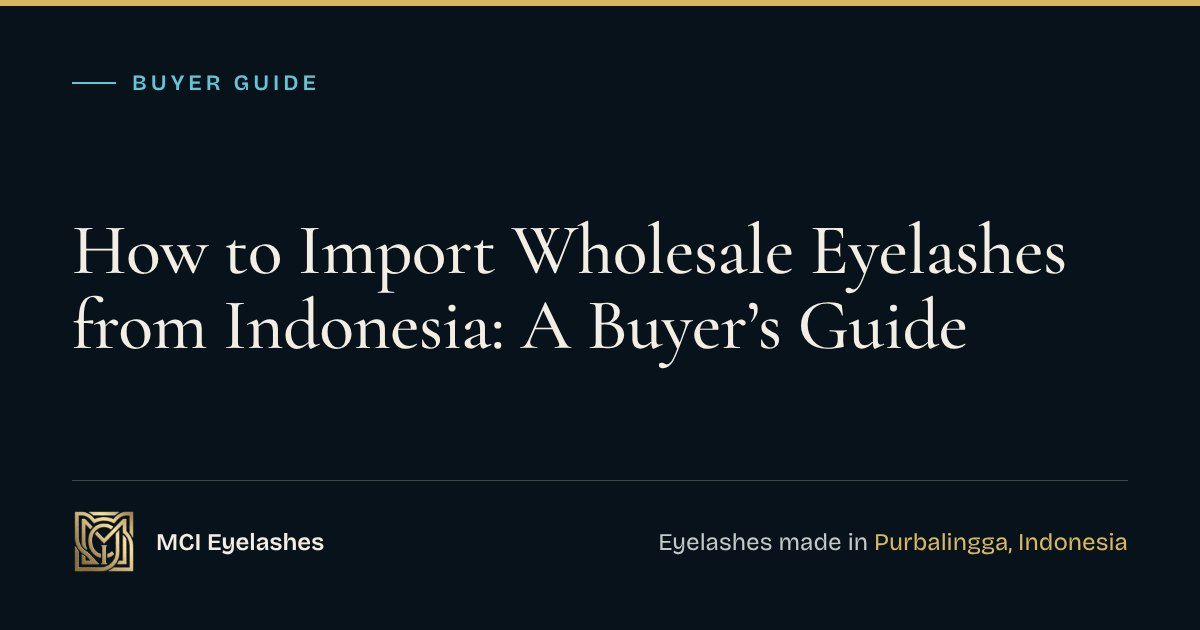 BUYER GUIDE
How to Import Wholesale Eyelashes
from Indonesia: A Buyer’s Guide
MCI Eyelashes
Eyelashes made in Purbalingga, Indonesia